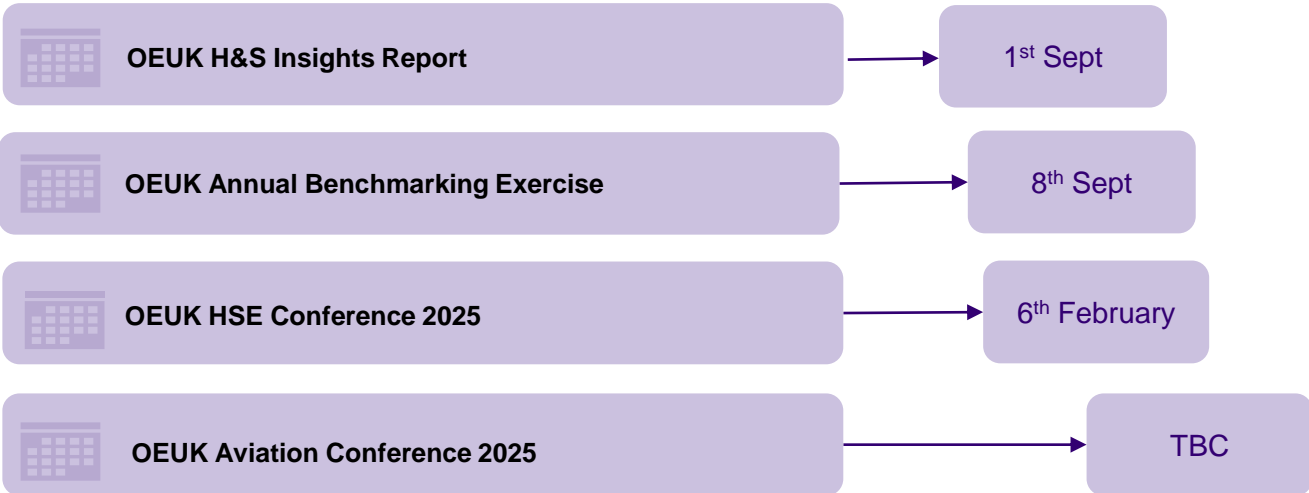 OEUK H&S Insights Report
1st Sept
OEUK Annual Benchmarking Exercise
8th Sept
OEUK HSE Conference 2025
6th February
OEUK Aviation Conference 2025
TBC